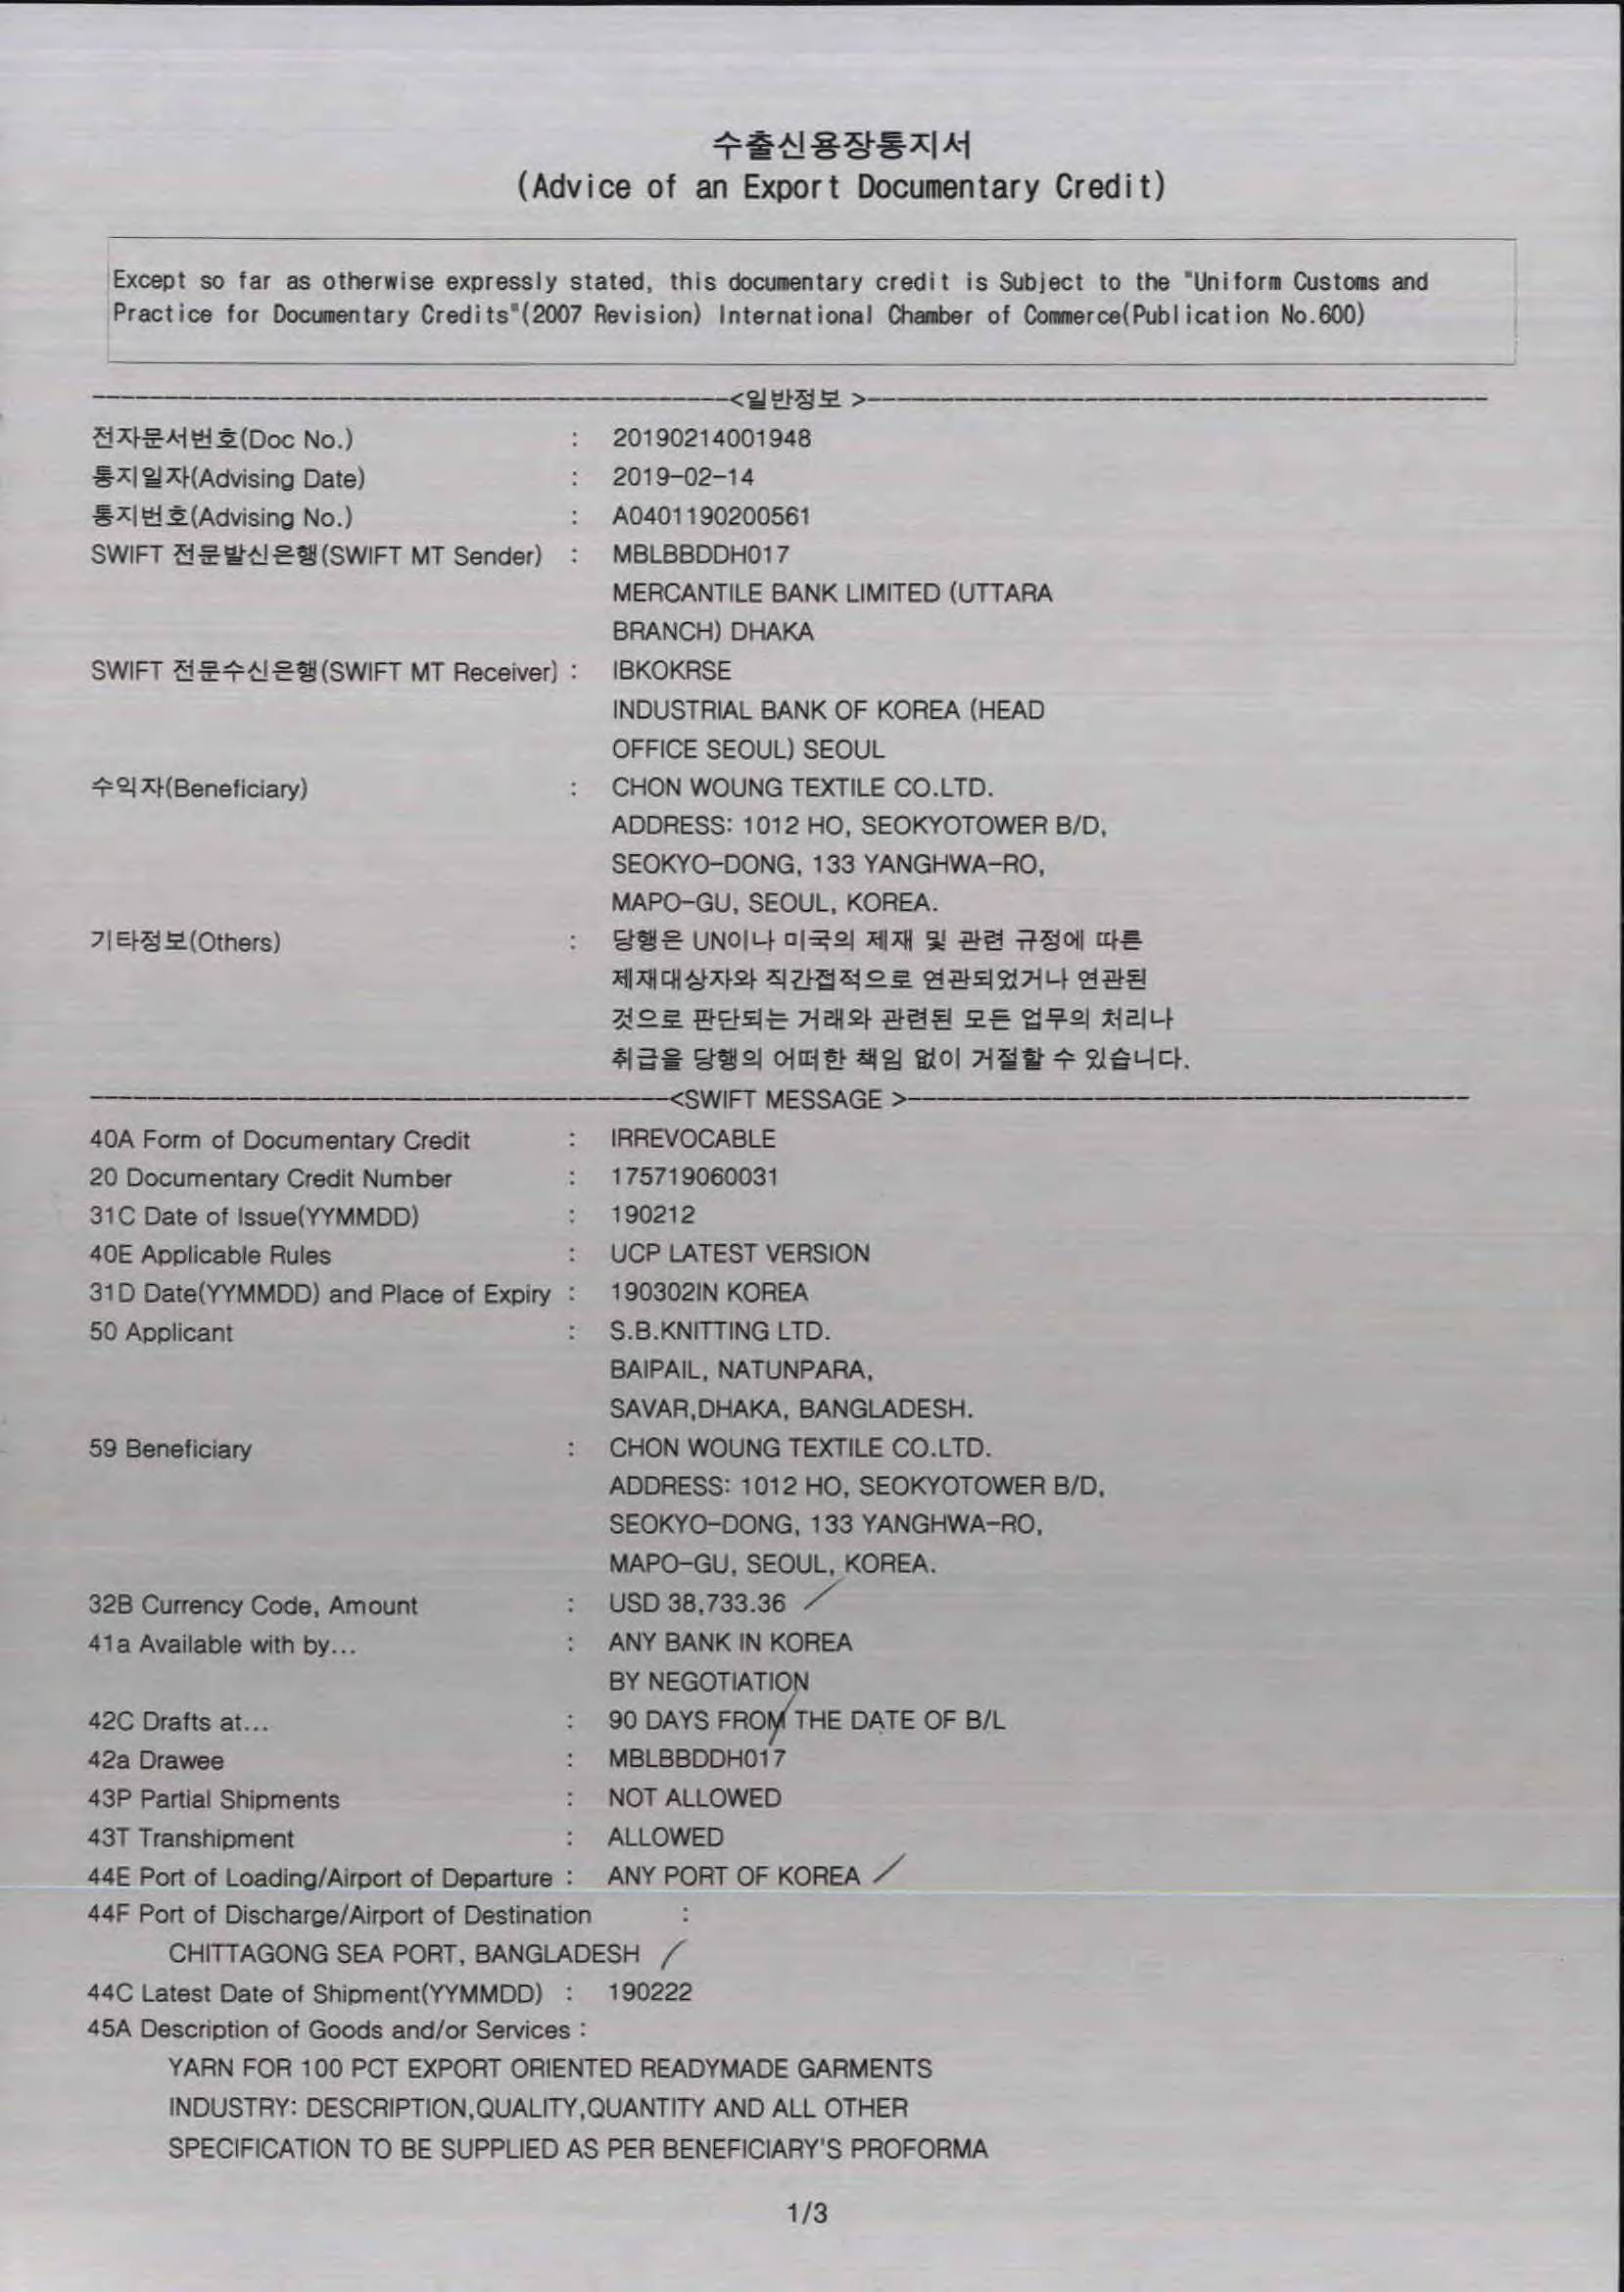 수출신용장통지서
(Advice of an Export Documentary Credit)
Except so far as otherwise expressly stated, this documentary credit is Subject to the "Uniform Customs and
Practice for Documentary Credits"(2007 Revision) International Chamber of Commerce(Publication No.600)
<일반정보 >
전자문서번호(Doc No.) : 20190214001948
통지일자(Advising Date) : 2019-02-14
통지번호(Advising No.) : A0401190200561
SWIFT 전문발신은행(SWIFT MT Sender) : MBLBBDDH017
MERCANTILE BANK LIMITED (UTTARA
BRANCH) DHAKA
SWIFT 전문수신은행(SWIFT MT Receiver) : IBKOKRSE
INDUSTRIAL BANK OF KOREA (HEAD
OFFICE SEOUL) SEOUL
수익자(Beneficiary) : CHON WOUNG TEXTILE CO.LTD.
ADDRESS: 1012 HO, SEOKYOTOWER B/D,
SEOKYO-DONG, 133 YANGHWA-RO,
MAPO-GU, SEOUL, KOREA.
기타정보(Others) : 당행은 UN이나 미국의 제재 및 관련 규정에 따른
제재대상자와 직간접적으로 연관되었거나 연관된
것으로 판단되는 거래와 관련된 모든 업무의 처리나
취급을 당행의 어떠한 책임 없이 거절할 수 있습니다.
<SWIFT MESSAGE >
40A Form of Documentary Credit : IRREVOCABLE
20 Documentary Credit Number : 175719060031
31C Date of Issue(YYMMDD) : 190212
40E Applicable Rules : UCP LATEST VERSION
31D Date(YYMMDD) and Place of Expiry : 190302IN KOREA
50 Applicant : S.B.KNITTING LTD.
BAIPAIL, NATUNPARA,
SAVAR,DHAKA, BANGLADESH.
59 Beneficiary : CHON WOUNG TEXTILE CO.LTD.
ADDRESS: 1012 HO, SEOKYOTOWER B/D,
SEOKYO-DONG, 133 YANGHWA-RO,
MAPO-GU, SEOUL, KOREA.
32B Currency Code, Amount : USD 38,733.36
41a Available with by... : ANY BANK IN KOREA
BY NEGOTIATION
42C Drafts at... : 90 DAYS FROM THE DATE OF B/L
42a Drawee : MBLBBDDH017
43P Partial Shipments : NOT ALLOWED
43T Transhipment : ALLOWED
44E Port of Loading/Airport of Departure : ANY PORT OF KOREA
44F Port of Discharge/Airport of Destination :
CHITTAGONG SEA PORT, BANGLADESH
44C Latest Date of Shipment(YYMMDD) : 190222
45A Description of Goods and/or Services :
YARN FOR 100 PCT EXPORT ORIENTED READYMADE GARMENTS
INDUSTRY: DESCRIPTION,QUALITY,QUANTITY AND ALL OTHER
SPECIFICATION TO BE SUPPLIED AS PER BENEFICIARY'S PROFORMA
1/3